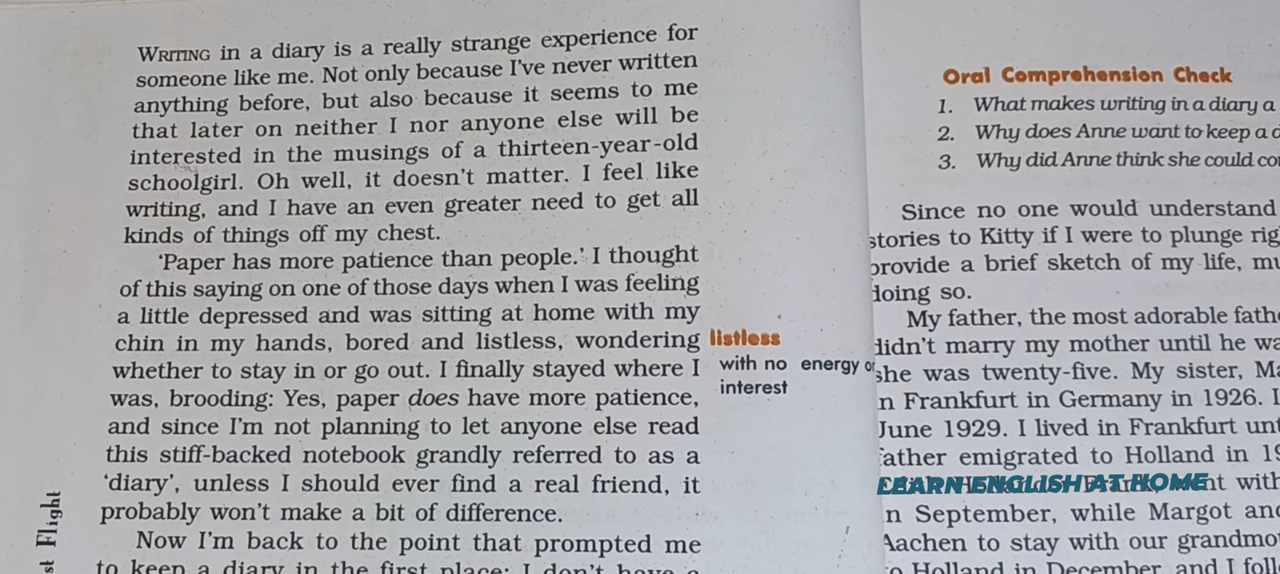 WRITING in a diary is a really strange experience for
someone like me. Not only because I've never written
anything before, but also because it seems to me
that later on neither I nor anyone else will be
interested in the musings of a thirteen-year-old
schoolgirl. Oh well, it doesn't matter. I feel like
writing, and I have an even greater need to get all
kinds of things off my chest.
'Paper has more patience than people.' I thought
of this saying on one of those days when I was feeling
a little depressed and was sitting at home with my
chin in my hands, bored and listless, wondering
whether to stay in or go out. I finally stayed where I
was, brooding: Yes, paper does have more patience,
and since I'm not planning to let anyone else read
this stiff-backed notebook grandly referred to as a
'diary', unless I should ever find a real friend, it
probably won't make a bit of difference.
Now I'm back to the point that prompted me
to keep a diary in the first place: I don't have a
listless
with no energy or
interest
Flight
Oral Comprehension Check
1. What makes writing in a diary a
2. Why does Anne want to keep a
3. Why did Anne think she could
Since no one would understand
stories to Kitty if I were to plunge
provide a brief sketch of my life,
doing so.
My father, the most adorable
didn't marry my mother until he
she was twenty-five. My sister,
in Frankfurt in Germany in 1926.
June 1929. I lived in Frankfurt
father emigrated to Holland in
with
LEARN ENGLISH AT HOME
in September, while Margot
Aachen to stay with our
to Holland in December, and I